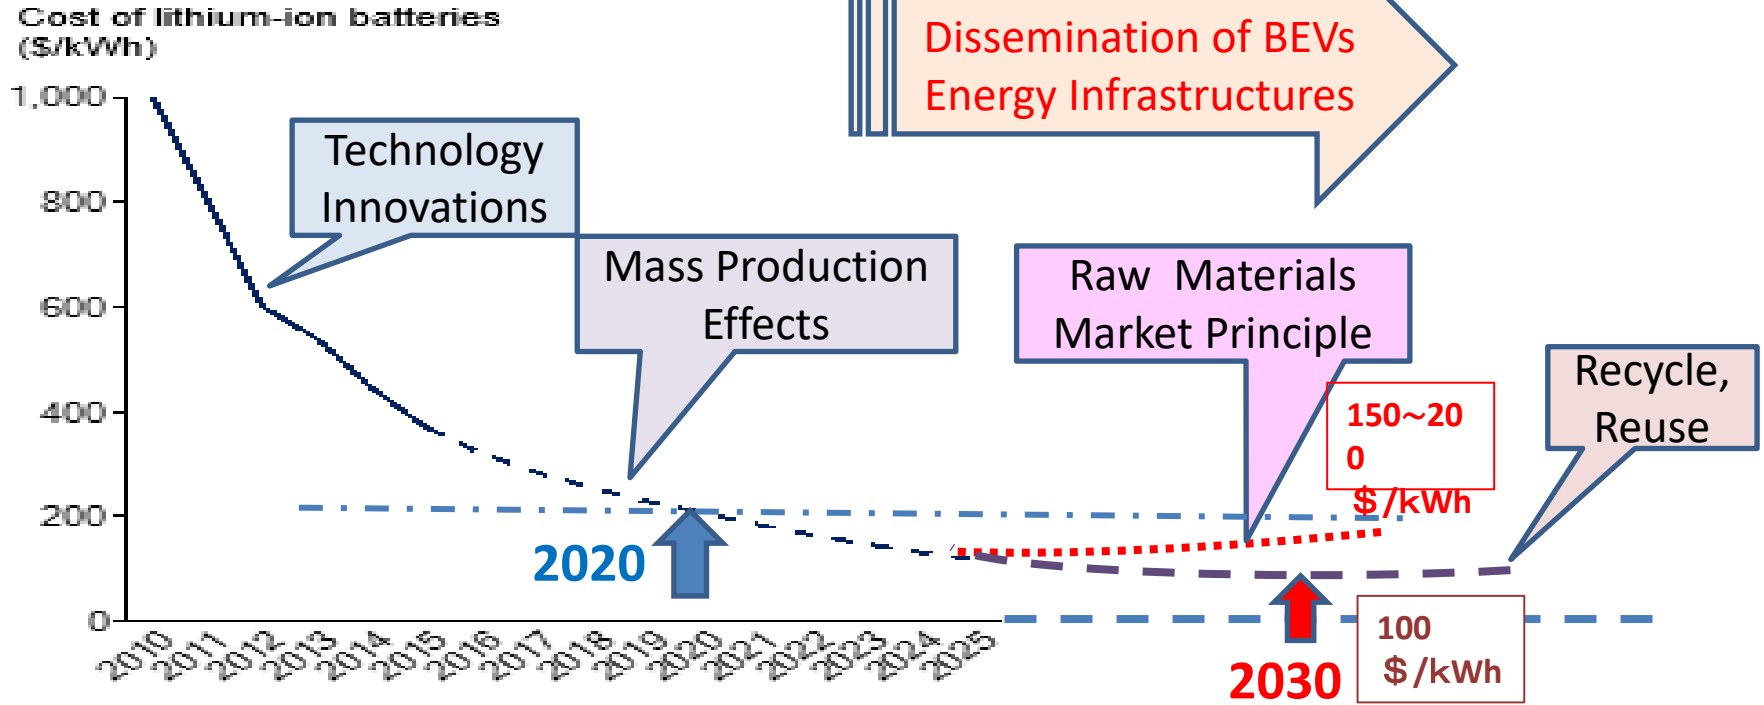 Cost of lithium-ion batteries
($/kWh)
Dissemination of BEVs
Energy Infrastructures
1,000
800
600
400
200
0
Technology
Innovations
Mass Production
Effects
Raw Materials
Market Principle
150~20
0
$/kWh
Recycle,
Reuse
2020
2030
100
$/kWh
2010
2011
2012
2013
2014
2015
2016
2017
2018
2019
2020
2021
2022
2023
2024
2025